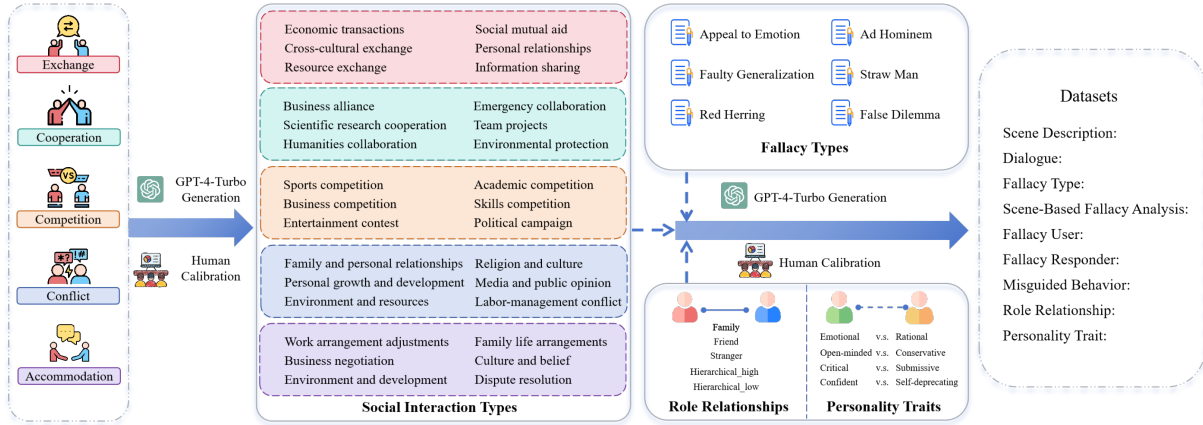 Exchange
Cooperation
VS
Competition
*?
!#
Conflict
Accommodation
GPT-4-Turbo
Generation
Human
Calibration
Economic transactions
Cross-cultural exchange
Resource exchange
Social mutual aid
Personal relationships
Information sharing
Business alliance
Scientific research cooperation
Humanities collaboration
Emergency collaboration
Team projects
Environmental protection
Sports competition
Business competition
Entertainment contest
Academic competition
Skills competition
Political campaign
Family and personal relationships
Personal growth and development
Environment and resources
Religion and culture
Media and public opinion
Labor-management conflict
Work arrangement adjustments
Business negotiation
Environment and development
Family life arrangements
Culture and belief
Dispute resolution
Social Interaction Types
Appeal to Emotion
Faulty Generalization
Red Herring
Ad Hominem
Straw Man
False Dilemma
Fallacy Types
GPT-4-Turbo Generation
Human Calibration
Family
Friend
Stranger
Hierarchical_high
Hierarchical_low
Role Relationships
Emotional v.s. Rational
Open-minded v.s. Conservative
Critical v.s. Submissive
Confident v.s. Self-deprecating
Personality Traits
Datasets
Scene Description:
Dialogue:
Fallacy Type:
Scene-Based Fallacy Analysis:
Fallacy User:
Fallacy Responder:
Misguided Behavior:
Role Relationship:
Personality Trait: